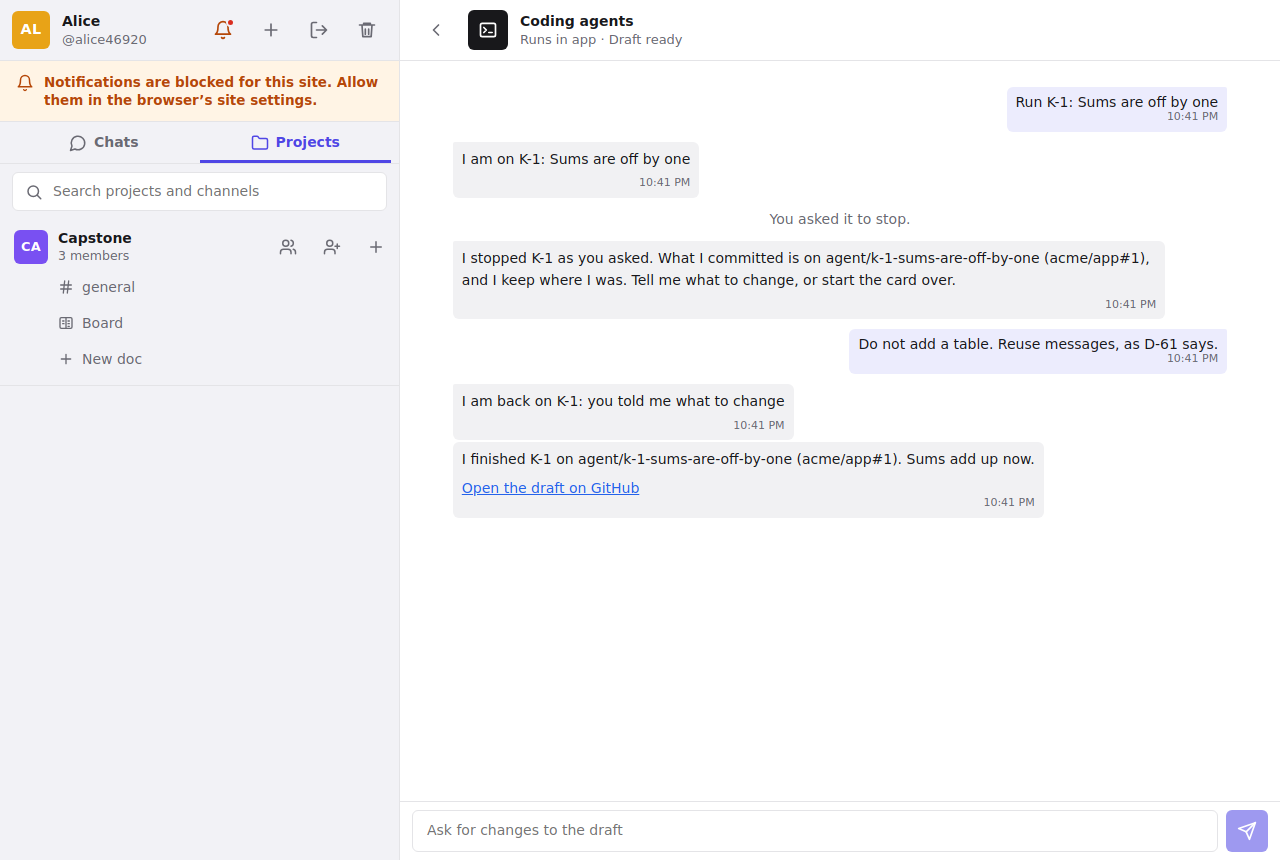 AL
Alice
@alice46920
Notifications are blocked for this site. Allow
them in the browser’s site settings.
Chats
Projects
Search projects and channels
CA
Capstone
3 members
general
Board
New doc
Coding agents
Runs in app · Draft ready
Run K-1: Sums are off by one
10:41 PM
I am on K-1: Sums are off by one
10:41 PM
You asked it to stop.
I stopped K-1 as you asked. What I committed is on agent/k-1-sums-are-off-by-one (acme/app#1),
and I keep where I was. Tell me what to change, or start the card over.
10:41 PM
Do not add a table. Reuse messages, as D-61 says.
10:41 PM
I am back on K-1: you told me what to change
10:41 PM
I finished K-1 on agent/k-1-sums-are-off-by-one (acme/app#1). Sums add up now.
Open the draft on GitHub
10:41 PM
Ask for changes to the draft